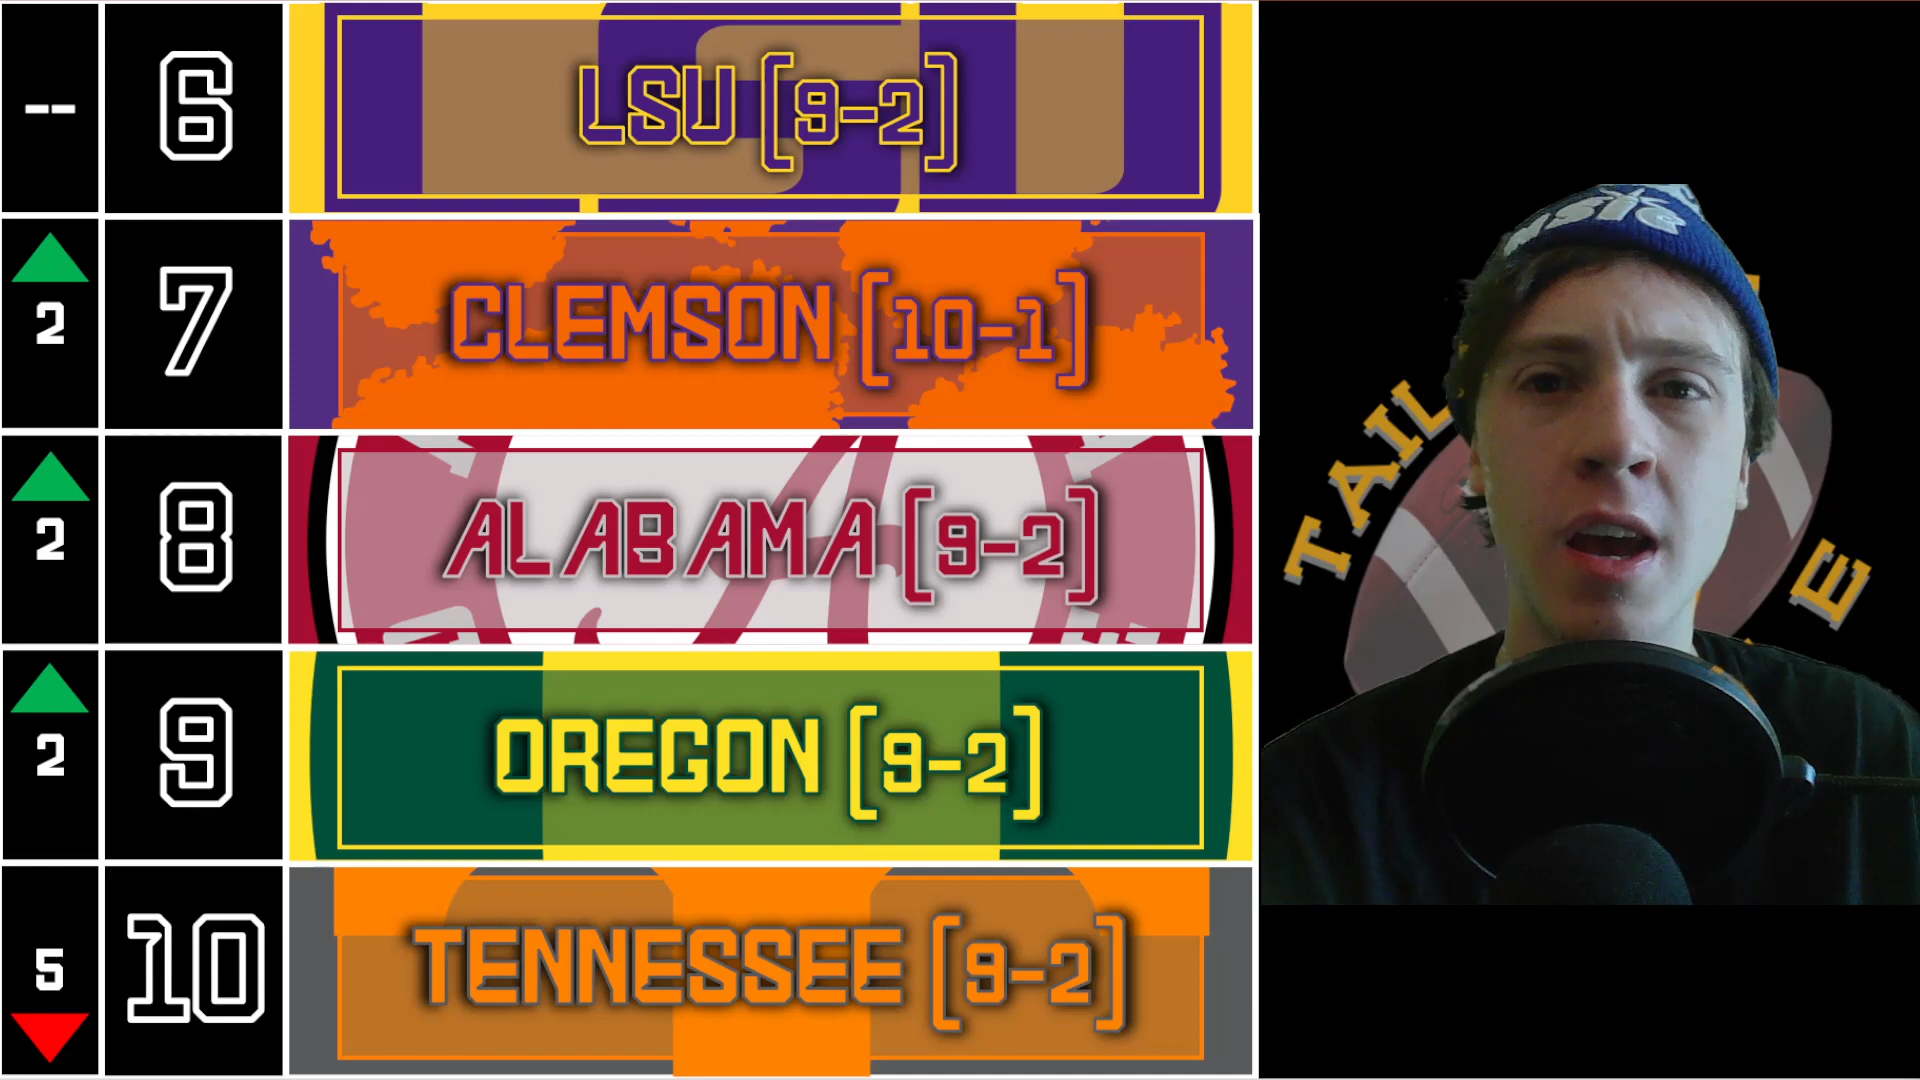 --
6
LSU [9-2]
2
7
CLEMSON [10-1]
2
8
ALABAMA [9-2]
2
9
OREGON [9-2]
5
10
TENNESSEE [9-2]
TAIL
E